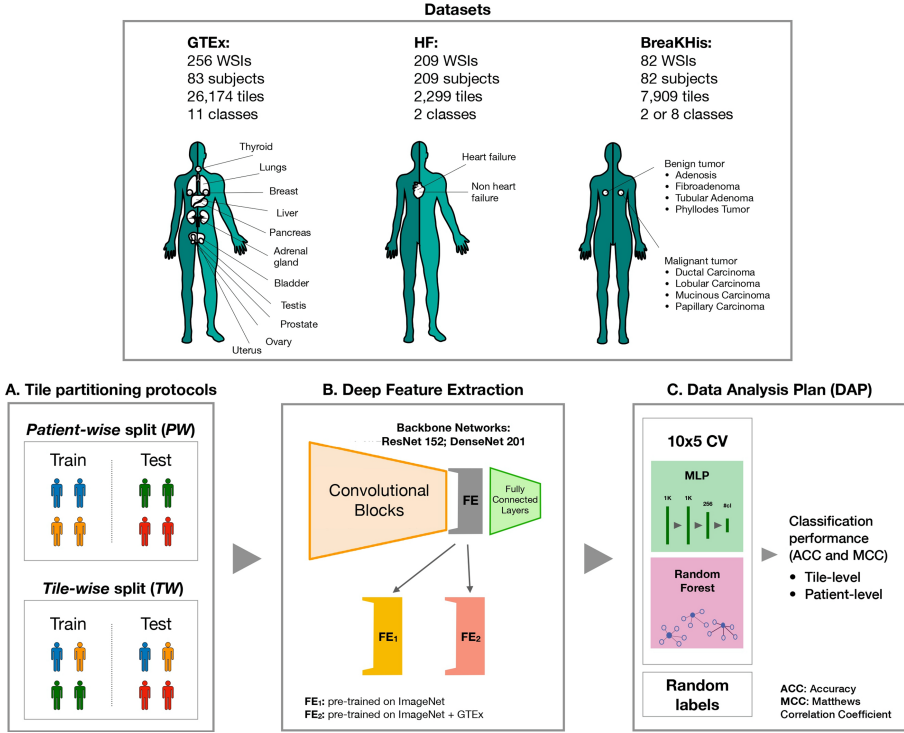 Datasets
GTEx:
256 WSIs
83 subjects
26,174 tiles
11 classes
HF:
209 WSIs
209 subjects
2,299 tiles
2 classes
BreaKHis:
82 WSIs
82 subjects
7,909 tiles
2 or 8 classes
Thyroid
Lungs
Breast
Liver
Pancreas
Adrenal
gland
Bladder
Testis
Prostate
Ovary
Uterus
Heart failure
Non heart
failure
Benign tumor
• Adenosis
• Fibroadenoma
• Tubular Adenoma
• Phyllodes Tumor
Malignant tumor
• Ductal Carcinoma
• Lobular Carcinoma
• Mucinous Carcinoma
• Papillary Carcinoma
A. Tile partitioning protocols
Patient-wise split (PW)
Train
Test
Tile-wise split (TW)
Train
Test
B. Deep Feature Extraction
Backbone Networks:
ResNet 152; DenseNet 201
Convolutional
Blocks
FE
Fully
Connected
Layers
FE₁
FE₂
FE₁: pre-trained on ImageNet
FE₂: pre-trained on ImageNet + GTEx
C. Data Analysis Plan (DAP)
10x5 CV
MLP
1K 1K 256 8cl
Random
Forest
Random
labels
Classification
performance
(ACC and MCC)
• Tile-level
• Patient-level
ACC: Accuracy
MCC: Matthews
Correlation Coefficient